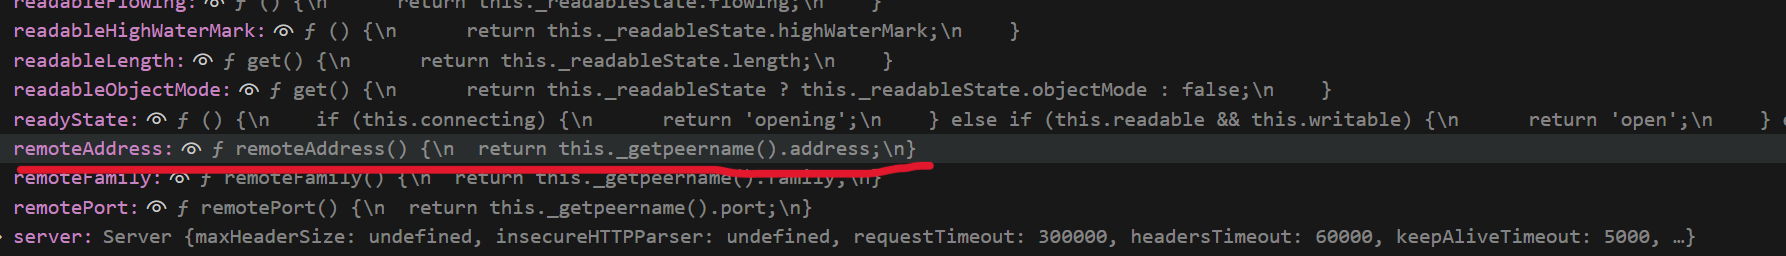 readableFlowing: ƒ () {\n      return this._readableState.flowing;\n    }
readableHighWaterMark: ƒ () {\n      return this._readableState.highWaterMark;\n    }
readableLength: ƒ get() {\n      return this._readableState.length;\n    }
readableObjectMode: ƒ get() {\n      return this._readableState ? this._readableState.objectMode : false;\n    }
readyState: ƒ () {\n    if (this.connecting) {\n      return 'opening';\n    } else if (this.readable && this.writable) {\n      return 'open';\n    }
remoteAddress: ƒ remoteAddress() {\n  return this._getpeername().address;\n}
remoteFamily: ƒ remoteFamily() {\n  return this._getpeername().family;\n}
remotePort: ƒ remotePort() {\n  return this._getpeername().port;\n}
server: Server {maxHeaderSize: undefined, insecureHTTPParser: undefined, requestTimeout: 300000, headersTimeout: 60000, keepAliveTimeout: 5000, …}